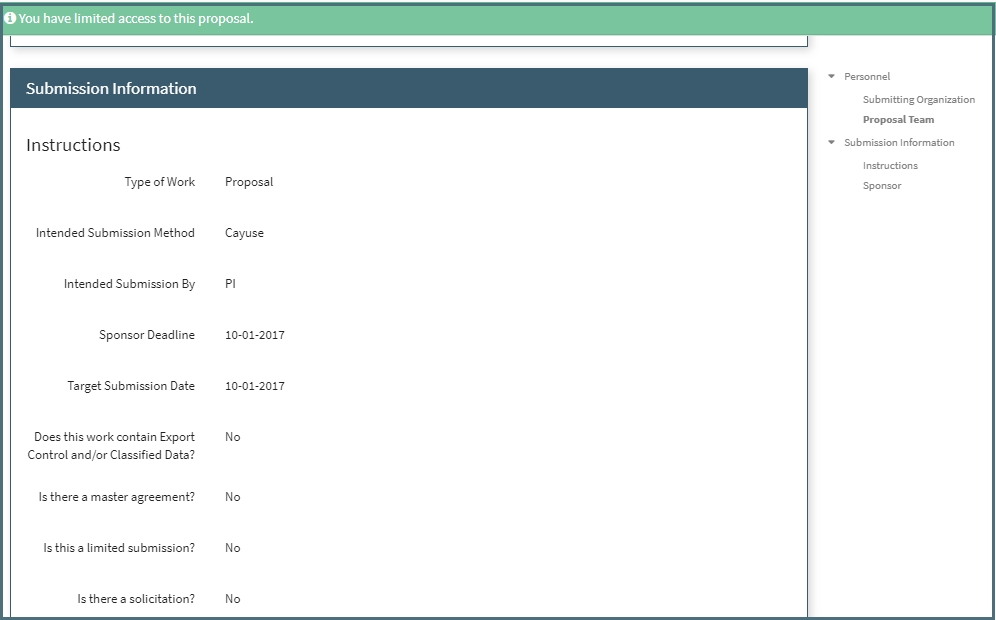 You have limited access to this proposal.
Submission Information
Instructions
Type of Work Proposal
Intended Submission Method Cayuse
Intended Submission By PI
Sponsor Deadline 10-01-2017
Target Submission Date 10-01-2017
Does this work contain Export No
Control and/or Classified Data?
Is there a master agreement? No
Is this a limited submission? No
Is there a solicitation? No
Personnel
Submitting Organization
Proposal Team
Submission Information
Instructions
Sponsor